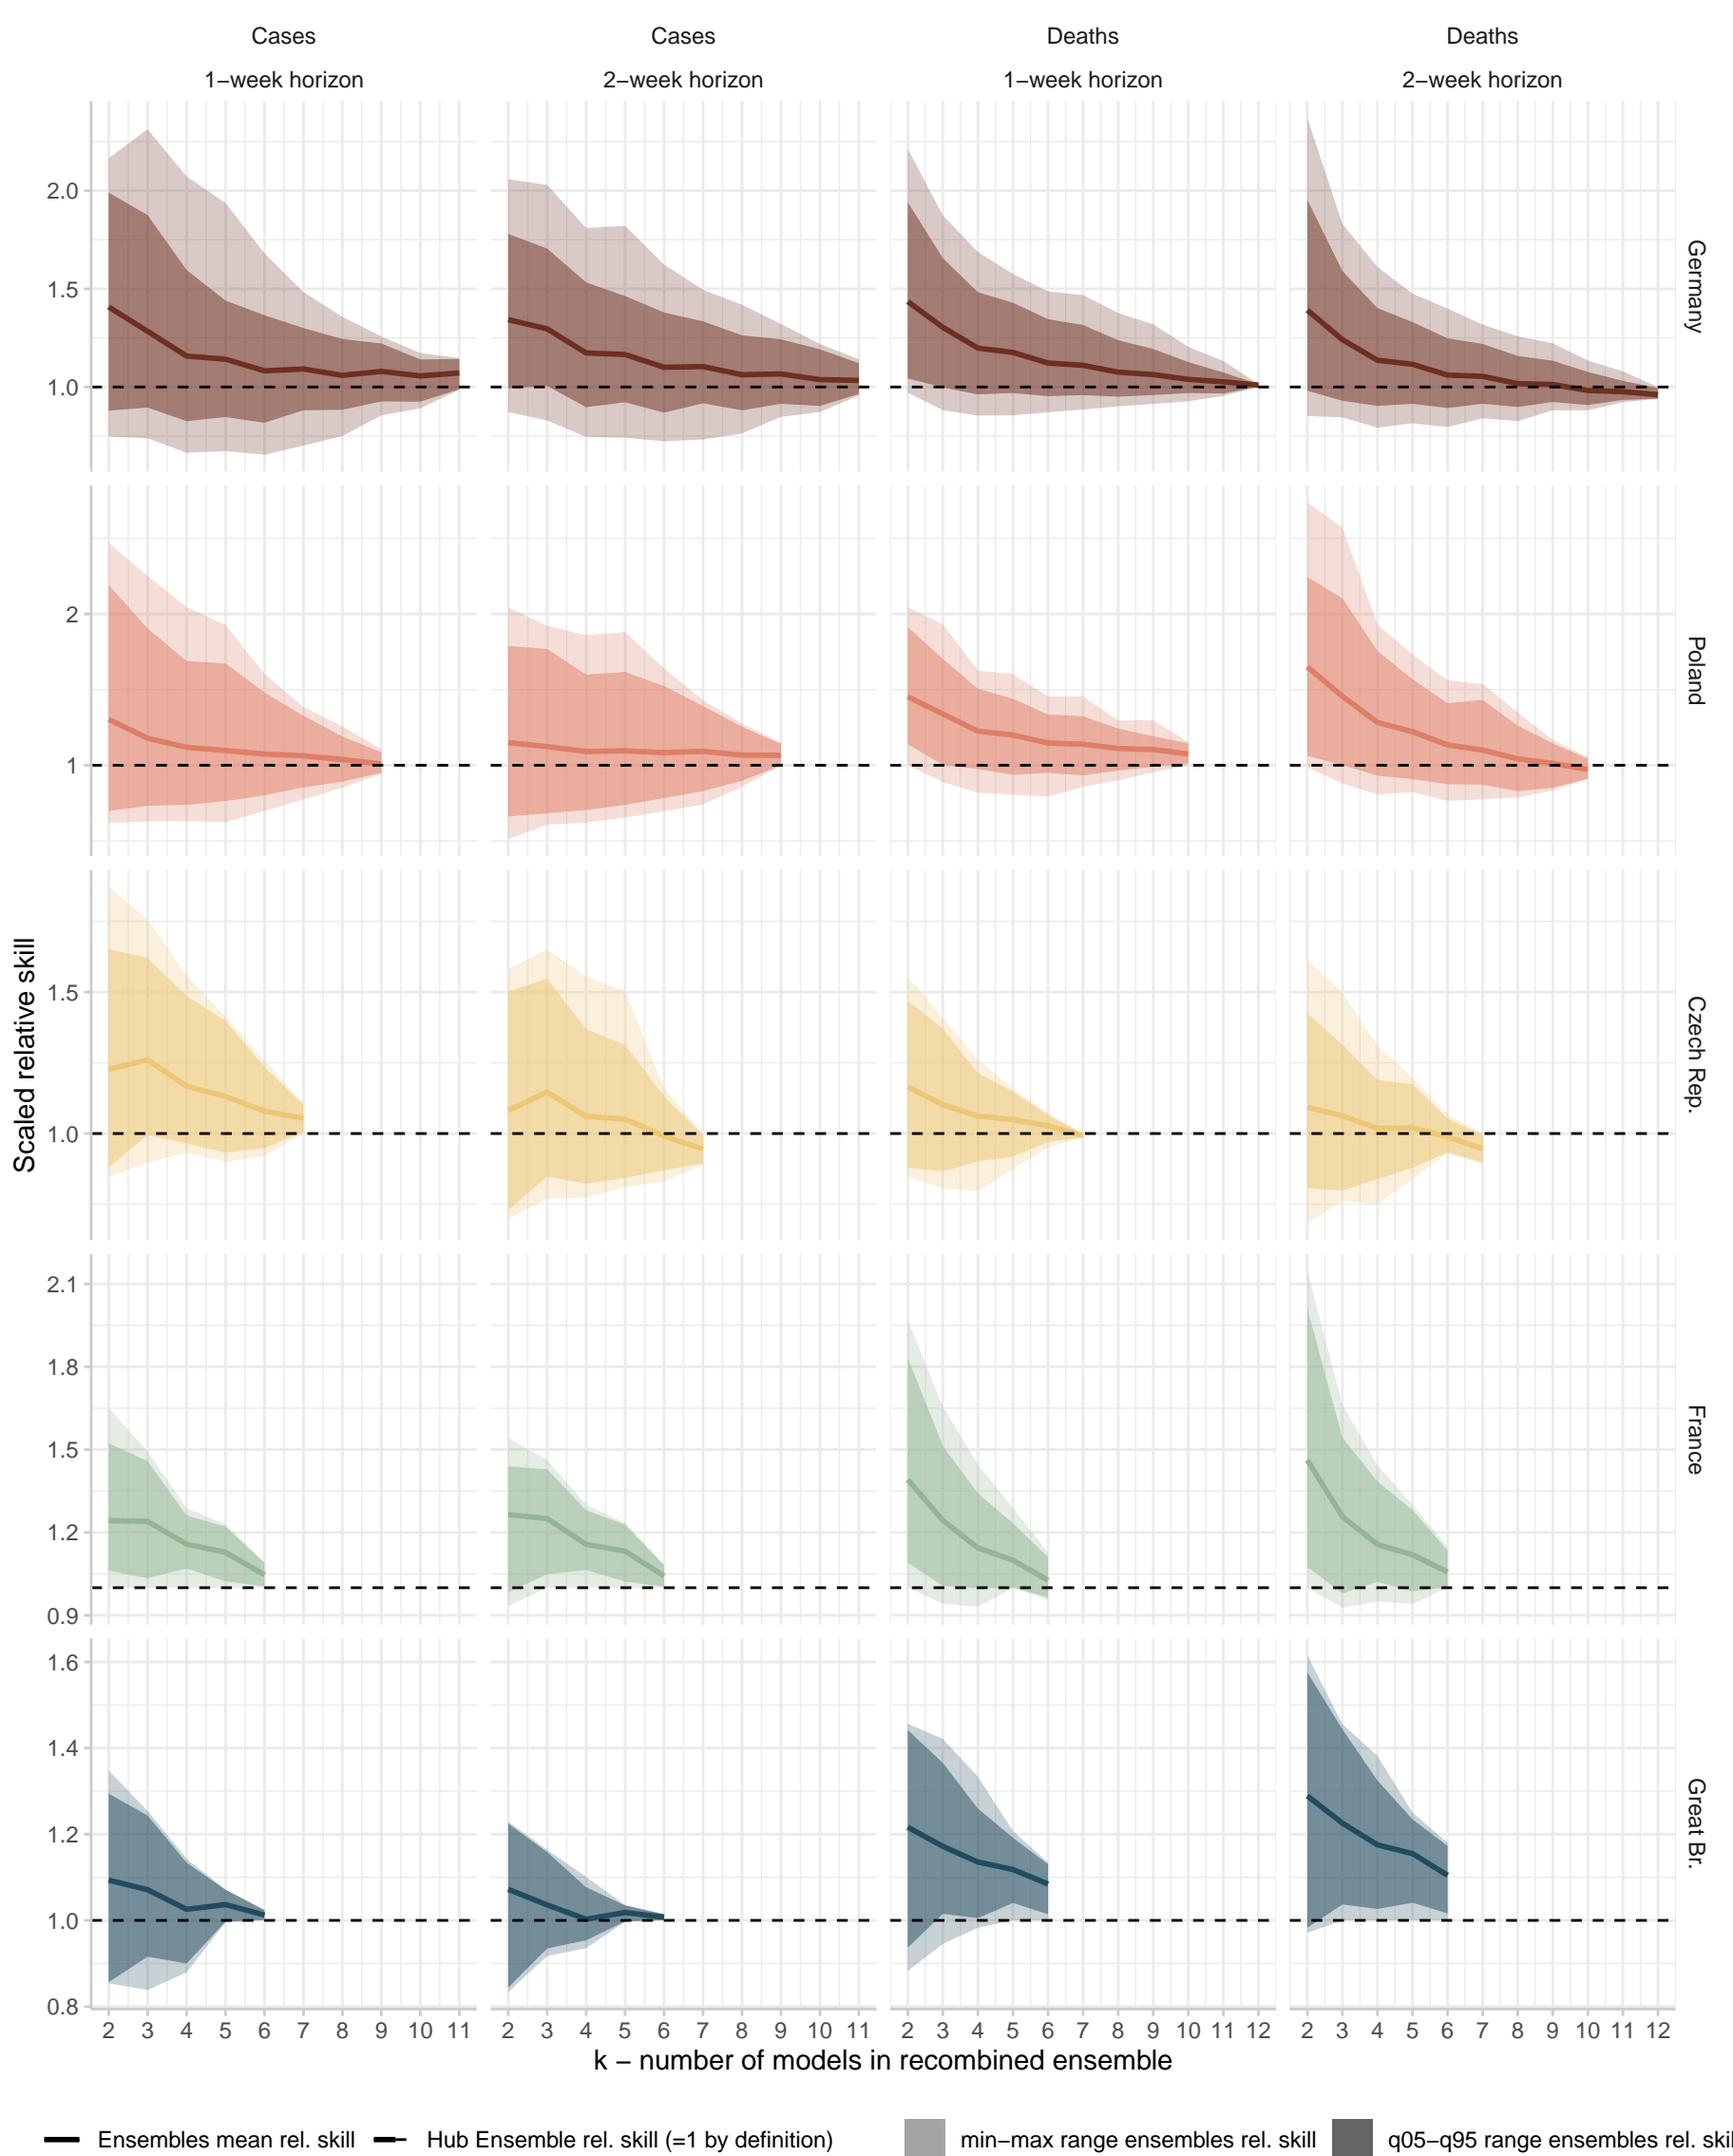 Cases Cases Deaths Deaths
1−week horizon 2−week horizon 1−week horizon 2−week horizon
2.0
1.5
1.0
Germany
2
1
Poland
1.5
1.0
Czech Rep.
2.1
1.8
1.5
1.2
0.9
France
1.6
1.4
1.2
1.0
0.8
Great Br.
Scaled relative skill
2 3 4 5 6 7 8 9 10 11 2 3 4 5 6 7 8 9 10 11 2 3 4 5 6 7 8 9 10 11 12 2 3 4 5 6 7 8 9 10 11 12
k − number of models in recombined ensemble
Ensembles mean rel. skill Hub Ensemble rel. skill (=1 by definition) min−max range ensembles rel. skill q05−q95 range ensembles rel. ski